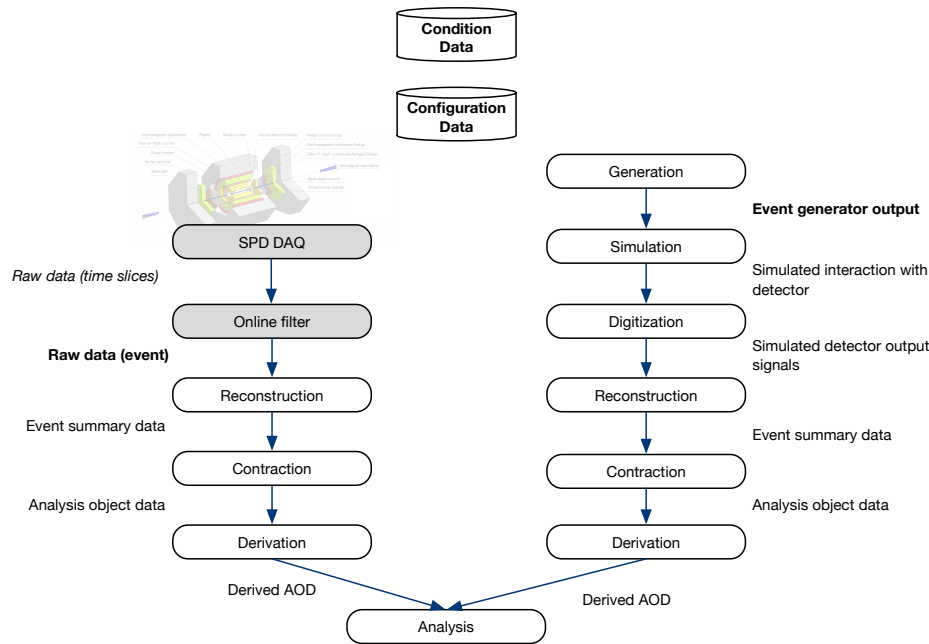 Condition
Data
Configuration
Data
Generation
Event generator output
SPD DAQ
Simulation
Raw data (time slices)
Simulated interaction with
detector
Online filter
Digitization
Raw data (event)
Simulated detector output
signals
Reconstruction
Reconstruction
Event summary data
Event summary data
Contraction
Contraction
Analysis object data
Analysis object data
Derivation
Derivation
Derived AOD
Derived AOD
Analysis